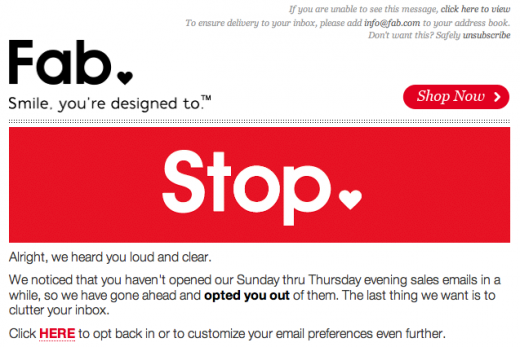 If you are unable to see this message, click here to view
To ensure delivery to your inbox, please add info@fab.com to your address book.
Don't want this? Safely unsubscribe
Fab.
Smile, you're designed to.™
Shop Now
Stop.
Alright, we heard you loud and clear.
We noticed that you haven't opened our Sunday thru Thursday evening sales emails in a
while, so we have gone ahead and opted you out of them. The last thing we want is to
clutter your inbox.
Click HERE to opt back in or to customize your email preferences even further.